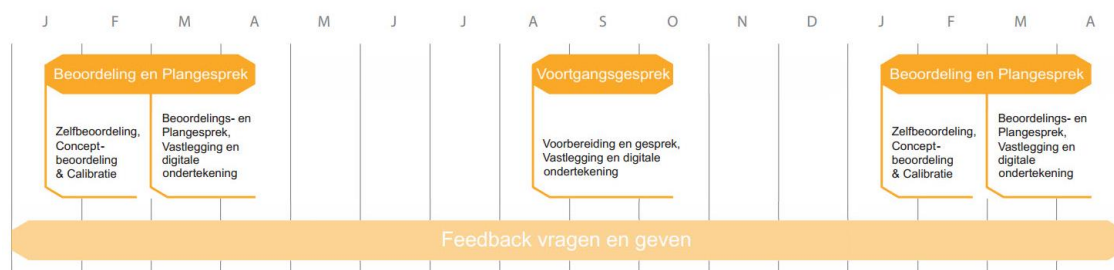 J F M A M J J A S O N D J F M A
Beoordeling en Plangesprek
Voortgangsgesprek
Beoordeling en Plangesprek
Zelfbeoordeling,
Concept-
beoordeling
& Calibratie
Beoordelings- en
Plangesprek,
Vastlegging en
digitale
ondertekening
Voorbereiding en gesprek,
Vastlegging en digitale
ondertekening
Zelfbeoordeling,
Concept-
beoordeling
& Calibratie
Beoordelings- en
Plangesprek,
Vastlegging en
digitale
ondertekening
Feedback vragen en geven